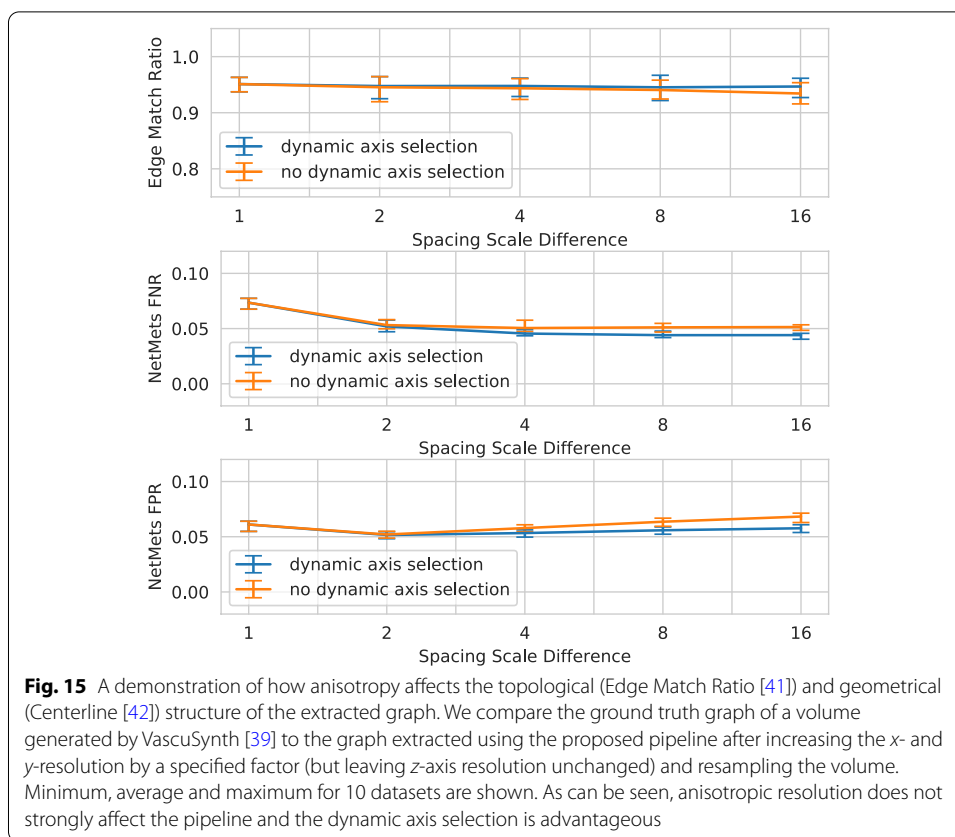 1.0
0.9
0.8
Edge Match Ratio
dynamic axis selection
no dynamic axis selection
1 2 4 8 16
Spacing Scale Difference
0.10
0.05
0.00
NetMets FNR
dynamic axis selection
no dynamic axis selection
1 2 4 8 16
Spacing Scale Difference
0.10
0.05
0.00
NetMets FPR
dynamic axis selection
no dynamic axis selection
1 2 4 8 16
Spacing Scale Difference
Fig. 15 A demonstration of how anisotropy affects the topological (Edge Match Ratio [41]) and geometrical
(Centerline [42]) structure of the extracted graph. We compare the ground truth graph of a volume
generated by VascuSynth [39] to the graph extracted using the proposed pipeline after increasing the x- and
y-resolution by a specified factor (but leaving z-axis resolution unchanged) and resampling the volume.
Minimum, average and maximum for 10 datasets are shown. As can be seen, anisotropic resolution does not
strongly affect the pipeline and the dynamic axis selection is advantageous